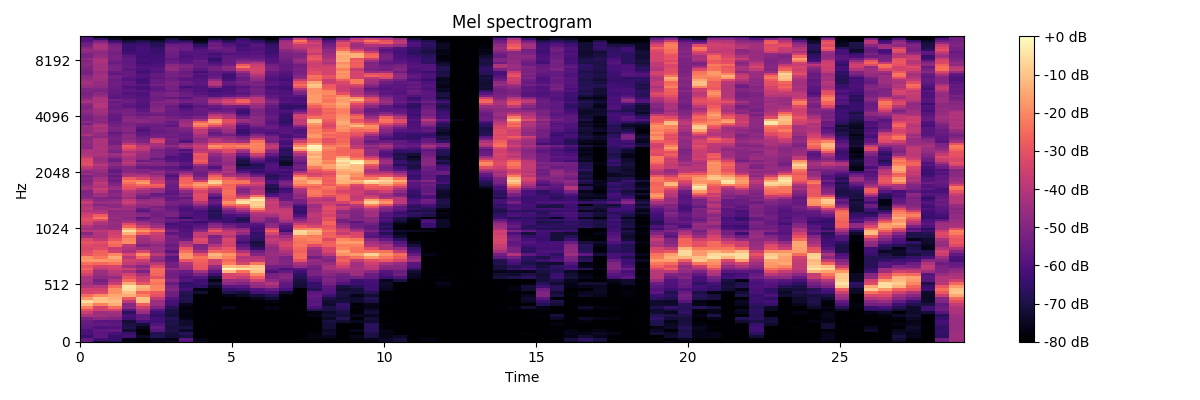 Mel spectrogram
+0 dB
8192
-10 dB
4096
-20 dB
-30 dB
2048
-40 dB
Hz
1024
-50 dB
-60 dB
512
-70 dB
0
-80 dB
0 5 10 15 20 25
Time